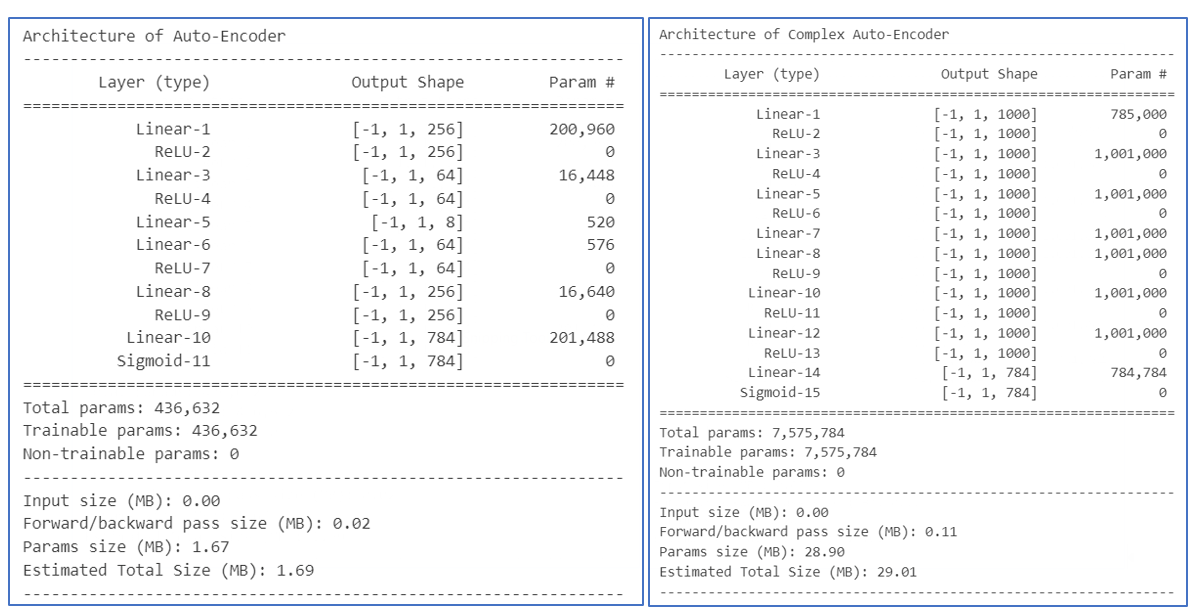 Architecture of Auto-Encoder
----------------------------------------------------------------
Layer (type) Output Shape Param #
================================================================
Linear-1 [-1, 1, 256] 200,960
ReLU-2 [-1, 1, 256] 0
Linear-3 [-1, 1, 64] 16,448
ReLU-4 [-1, 1, 64] 0
Linear-5 [-1, 1, 8] 520
Linear-6 [-1, 1, 64] 576
ReLU-7 [-1, 1, 64] 0
Linear-8 [-1, 1, 256] 16,640
ReLU-9 [-1, 1, 256] 0
Linear-10 [-1, 1, 784] 201,488
Sigmoid-11 [-1, 1, 784] 0
================================================================
Total params: 436,632
Trainable params: 436,632
Non-trainable params: 0
----------------------------------------------------------------
Input size (MB): 0.00
Forward/backward pass size (MB): 0.02
Params size (MB): 1.67
Estimated Total Size (MB): 1.69
----------------------------------------------------------------
Architecture of Complex Auto-Encoder
----------------------------------------------------------------
Layer (type) Output Shape Param #
================================================================
Linear-1 [-1, 1, 1000] 785,000
ReLU-2 [-1, 1, 1000] 0
Linear-3 [-1, 1, 1000] 1,001,000
ReLU-4 [-1, 1, 1000] 0
Linear-5 [-1, 1, 1000] 1,001,000
ReLU-6 [-1, 1, 1000] 0
Linear-7 [-1, 1, 1000] 1,001,000
Linear-8 [-1, 1, 1000] 1,001,000
ReLU-9 [-1, 1, 1000] 0
Linear-10 [-1, 1, 1000] 1,001,000
ReLU-11 [-1, 1, 1000] 0
Linear-12 [-1, 1, 1000] 1,001,000
ReLU-13 [-1, 1, 1000] 0
Linear-14 [-1, 1, 784] 784,784
Sigmoid-15 [-1, 1, 784] 0
================================================================
Total params: 7,575,784
Trainable params: 7,575,784
Non-trainable params: 0
----------------------------------------------------------------
Input size (MB): 0.00
Forward/backward pass size (MB): 0.11
Params size (MB): 28.90
Estimated Total Size (MB): 29.01
----------------------------------------------------------------